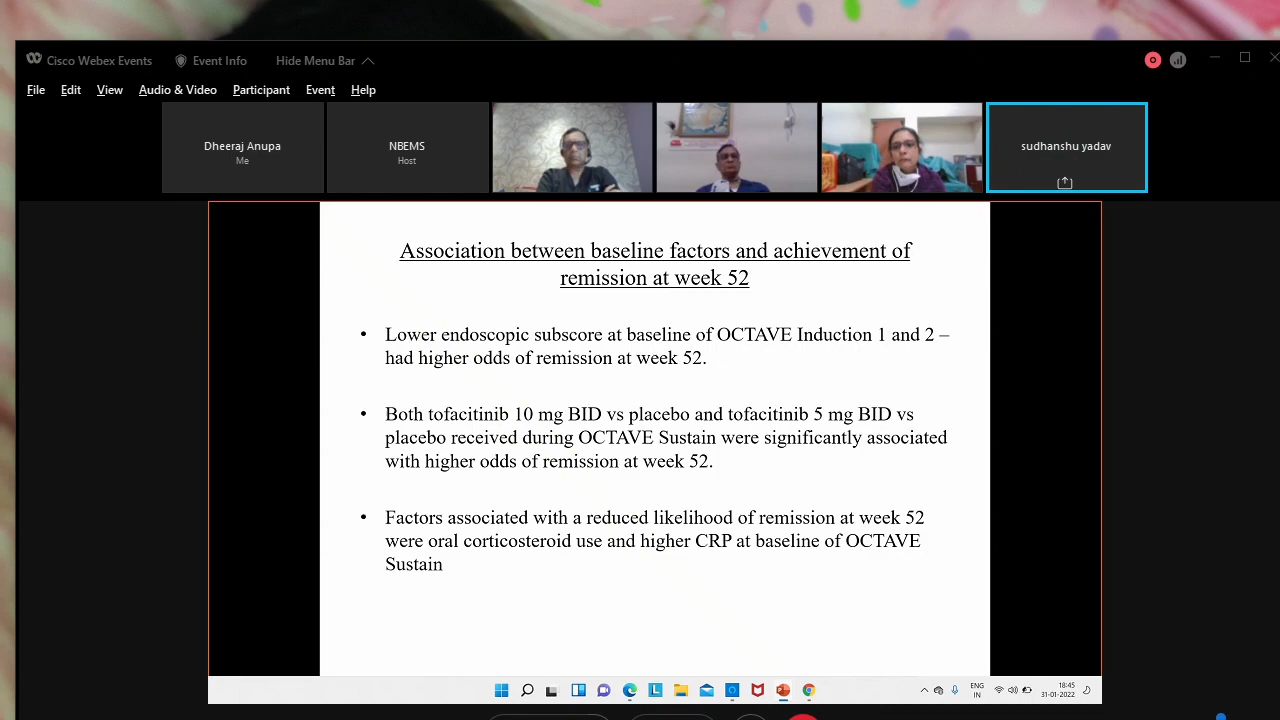 Cisco Webex Events Event Info Hide Menu Bar
File Edit View Audio & Video Participant Event Help
Dheeraj Anupa
Me
NBEMS
Host
sudhanshu yadav
Association between baseline factors and achievement of
remission at week 52
• Lower endoscopic subscore at baseline of OCTAVE Induction 1 and 2 –
had higher odds of remission at week 52.
• Both tofacitinib 10 mg BID vs placebo and tofacitinib 5 mg BID vs
placebo received during OCTAVE Sustain were significantly associated
with higher odds of remission at week 52.
• Factors associated with a reduced likelihood of remission at week 52
were oral corticosteroid use and higher CRP at baseline of OCTAVE
Sustain
ENG
IN
18:45
31-01-2022